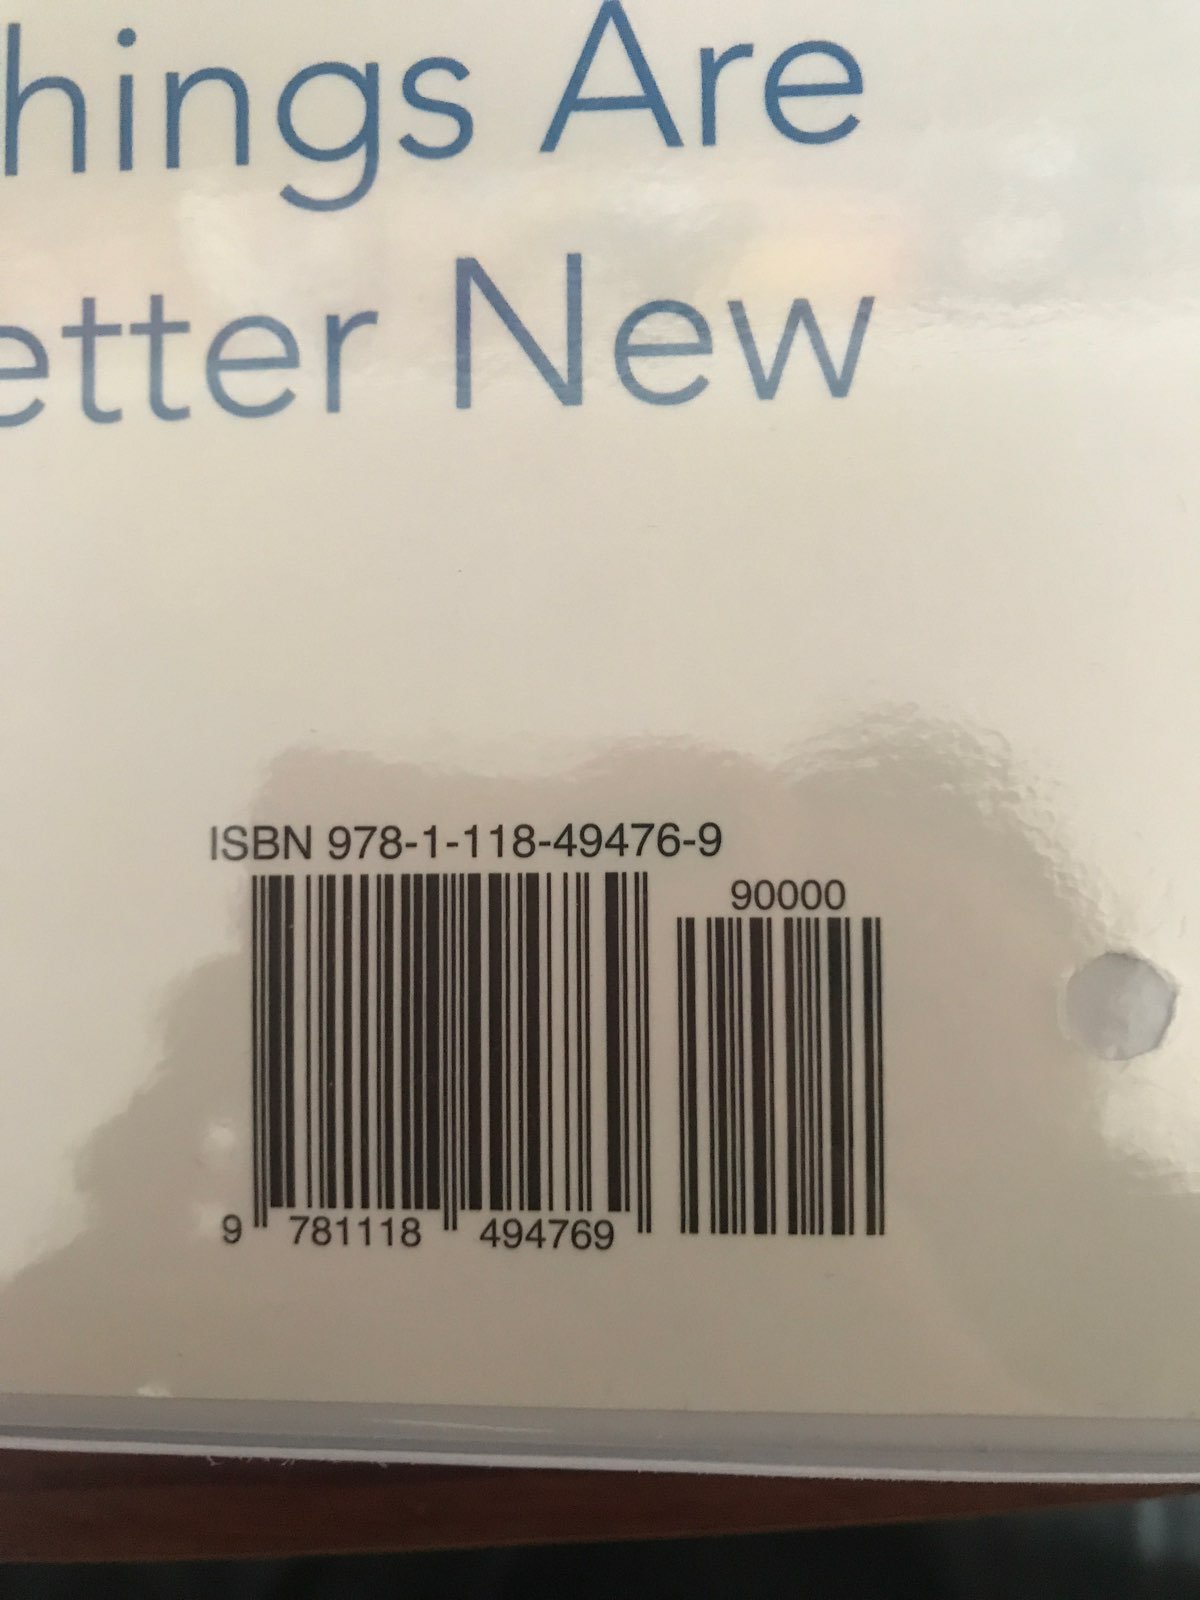 hings Are
etter New
ISBN 978-1-118-49476-9
90000
9 781118 494769